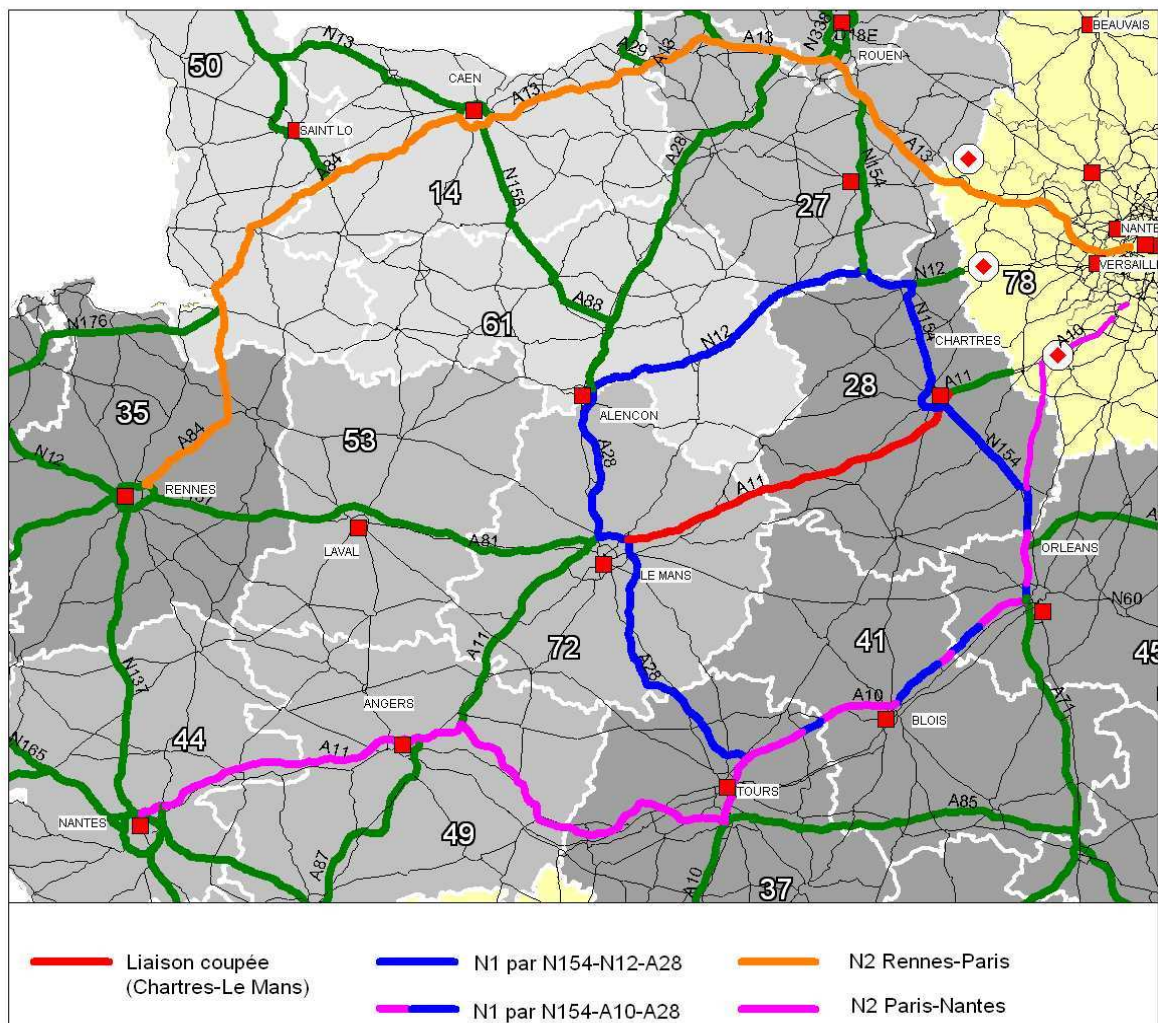 BEAUVAIS
N13
50
A29
A13
A13
N338
ROUEN
CAEN
A13
SAINT LO
A84
A28
A13
N154
14
N158
27
NANTE
VERSAILL
N12
78
A88
N176
61
N12
N154
CHARTRES
A10
A11
28
ALENCON
35
53
A84
A28
N154
N12
RENNES
A11
A81
LAVAL
ORLEANS
LE MANS
N60
72
41
45
A11
A28
N137
ANGERS
A10
BLOIS
A71
N165
44
A11
TOURS
NANTES
A85
49
A87
A10
37
Liaison coupée
(Chartres-Le Mans)
N1 par N154-N12-A28
N1 par N154-A10-A28
N2 Rennes-Paris
N2 Paris-Nantes